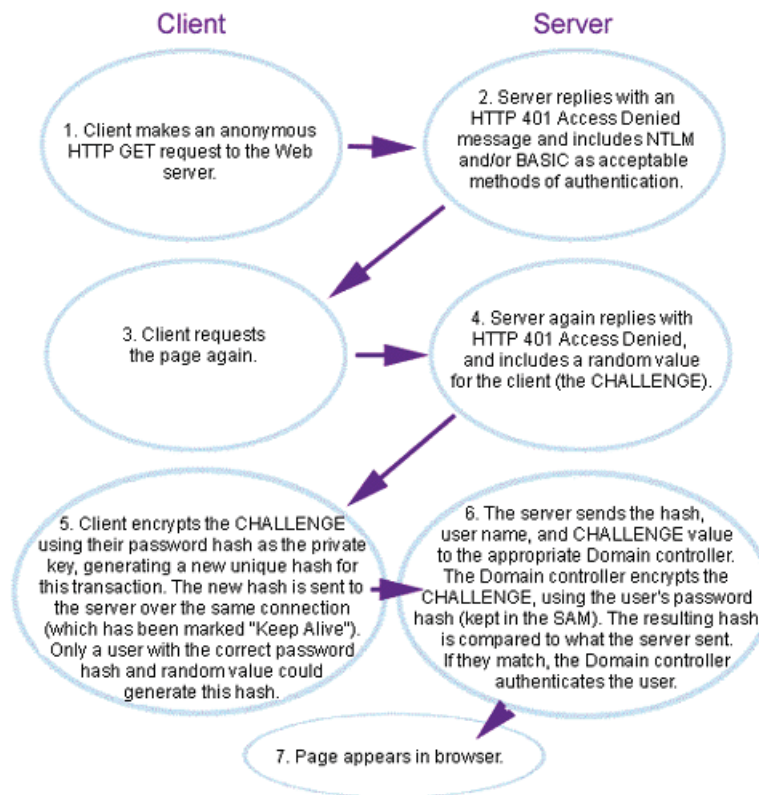 Client
Server
1. Client makes an anonymous
HTTP GET request to the Web
server.
2. Server replies with an
HTTP 401 Access Denied
message and includes NTLM
and/or BASIC as acceptable
methods of authentication.
3. Client requests
the page again.
4. Server again replies with
HTTP 401 Access Denied,
and includes a random value
for the client (the CHALLENGE).
5. Client encrypts the CHALLENGE
using their password hash as the private
key, generating a new unique hash for
this transaction. The new hash is sent to
the server over the same connection
(which has been marked "Keep Alive").
Only a user with the correct password
hash and random value could
generate this hash.
6. The server sends the hash,
user name, and CHALLENGE value
to the appropriate Domain controller.
The Domain controller encrypts the
CHALLENGE, using the user's password
hash (kept in the SAM). The resulting hash
is compared to what the server sent.
If they match, the Domain controller
authenticates the user.
7. Page appears in browser.